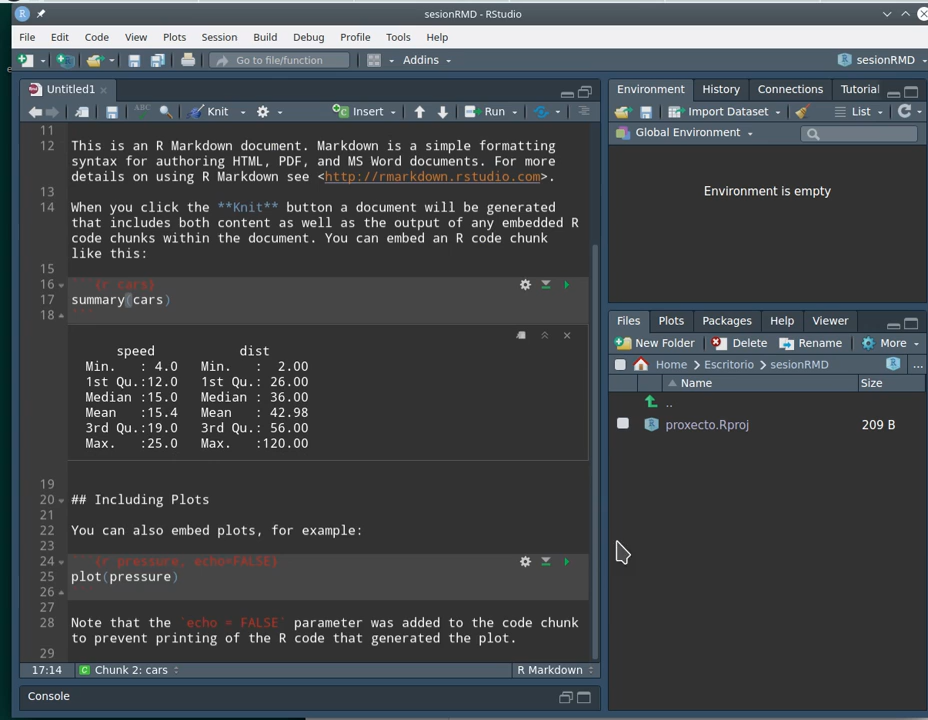 sesionRMD - RStudio
File Edit Code View Plots Session Build Debug Profile Tools Help
Go to file/function Addins sesionRMD
Untitled1
Knit Insert Run
11
12 This is an R Markdown document. Markdown is a simple formatting
syntax for authoring HTML, PDF, and MS Word documents. For more
details on using R Markdown see <http://rmarkdown.rstudio.com>.
13
14 When you click the **Knit** button a document will be generated
that includes both content as well as the output of any embedded R
code chunks within the document. You can embed an R code chunk
like this:
15
16 ```{r cars}
17 summary(cars)
18 ```
speed dist
Min. : 4.0 Min. : 2.00
1st Qu.:12.0 1st Qu.: 26.00
Median :15.0 Median : 36.00
Mean :15.4 Mean : 42.98
3rd Qu.:19.0 3rd Qu.: 56.00
Max. :25.0 Max. :120.00
19
20 ## Including Plots
21
22 You can also embed plots, for example:
23
24 ```{r pressure, echo=FALSE}
25 plot(pressure)
26
27
28 Note that the `echo = FALSE` parameter was added to the code chunk
to prevent printing of the R code that generated the plot.
29
17:14 Chunk 2: cars R Markdown
Console
Environment History Connections Tutorial
Import Dataset List
Global Environment
Environment is empty
Files Plots Packages Help Viewer
New Folder Delete Rename More
Home Escritorio sesionRMD ...
Name Size
..
proxecto.Rproj 209 B